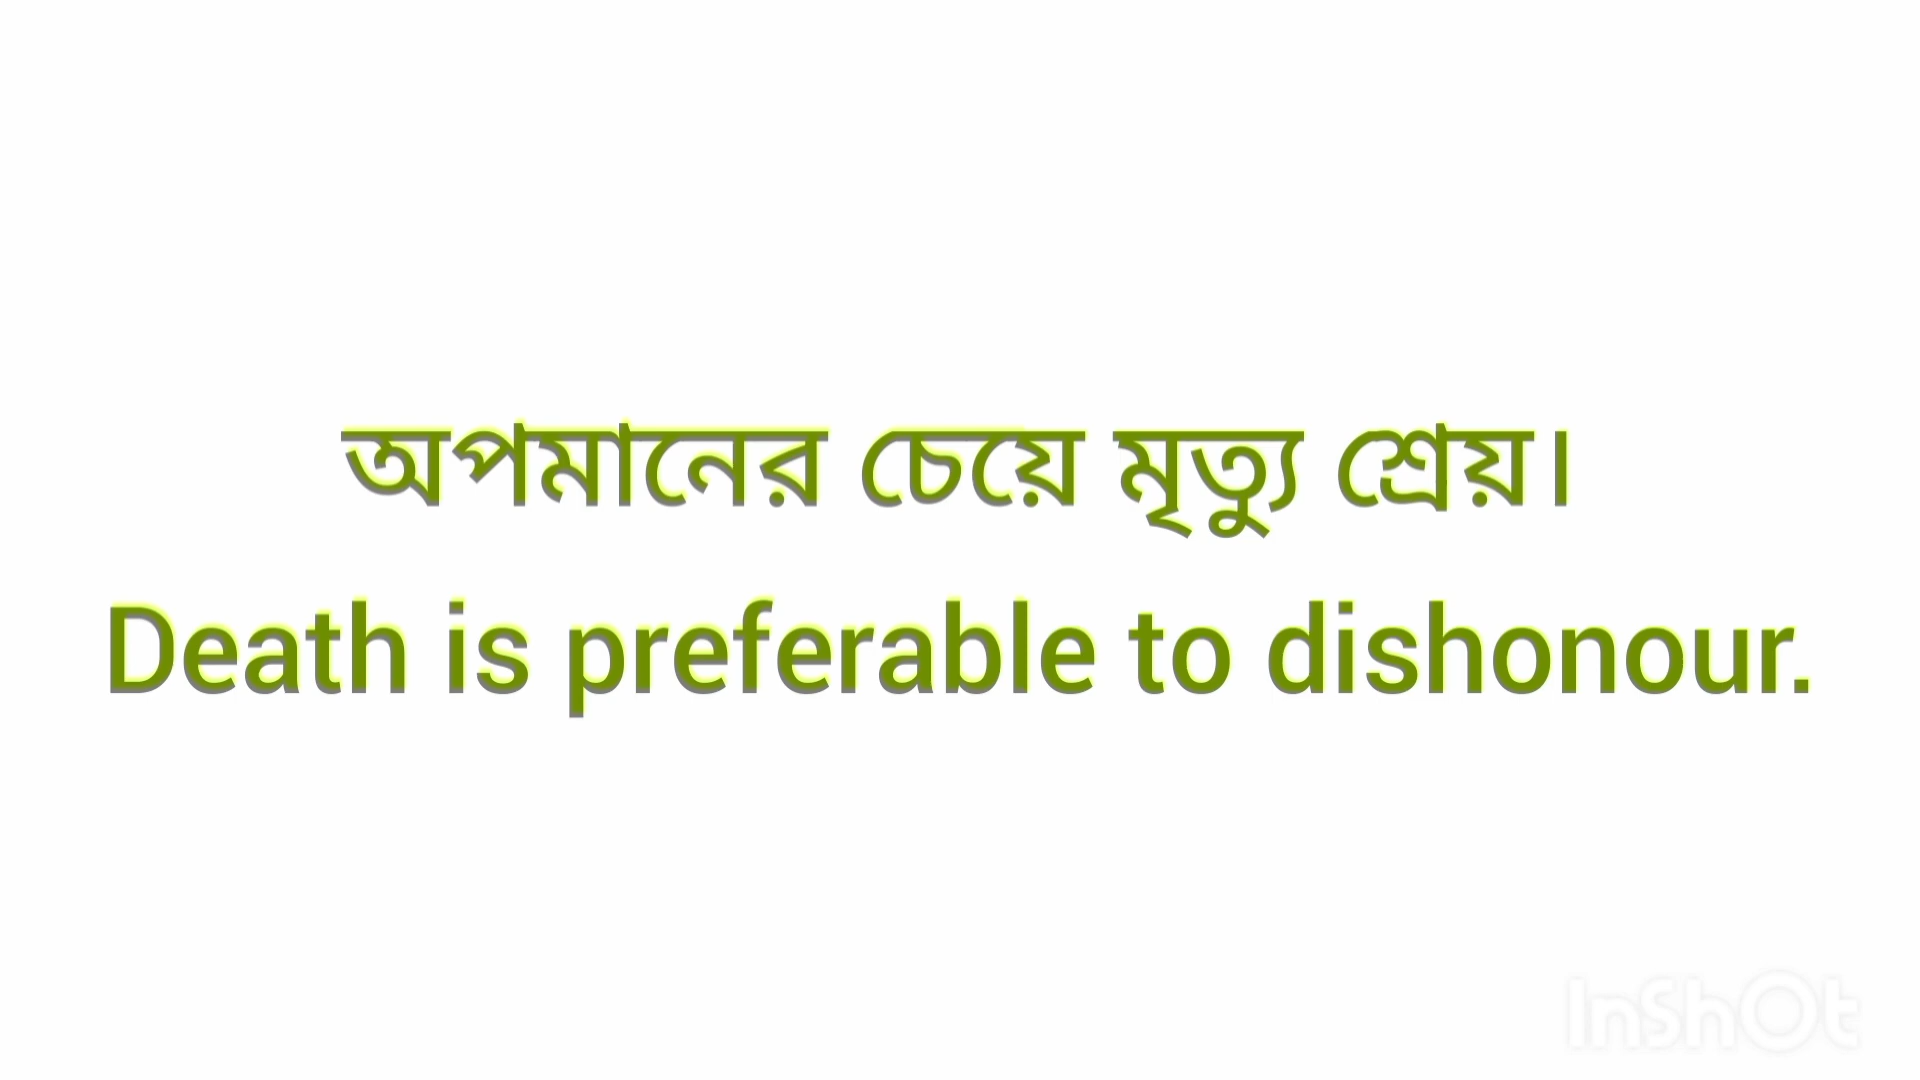 অপমানের চেয়ে মৃত্যু শ্রেয়।
Death is preferable to dishonour.
InShOt